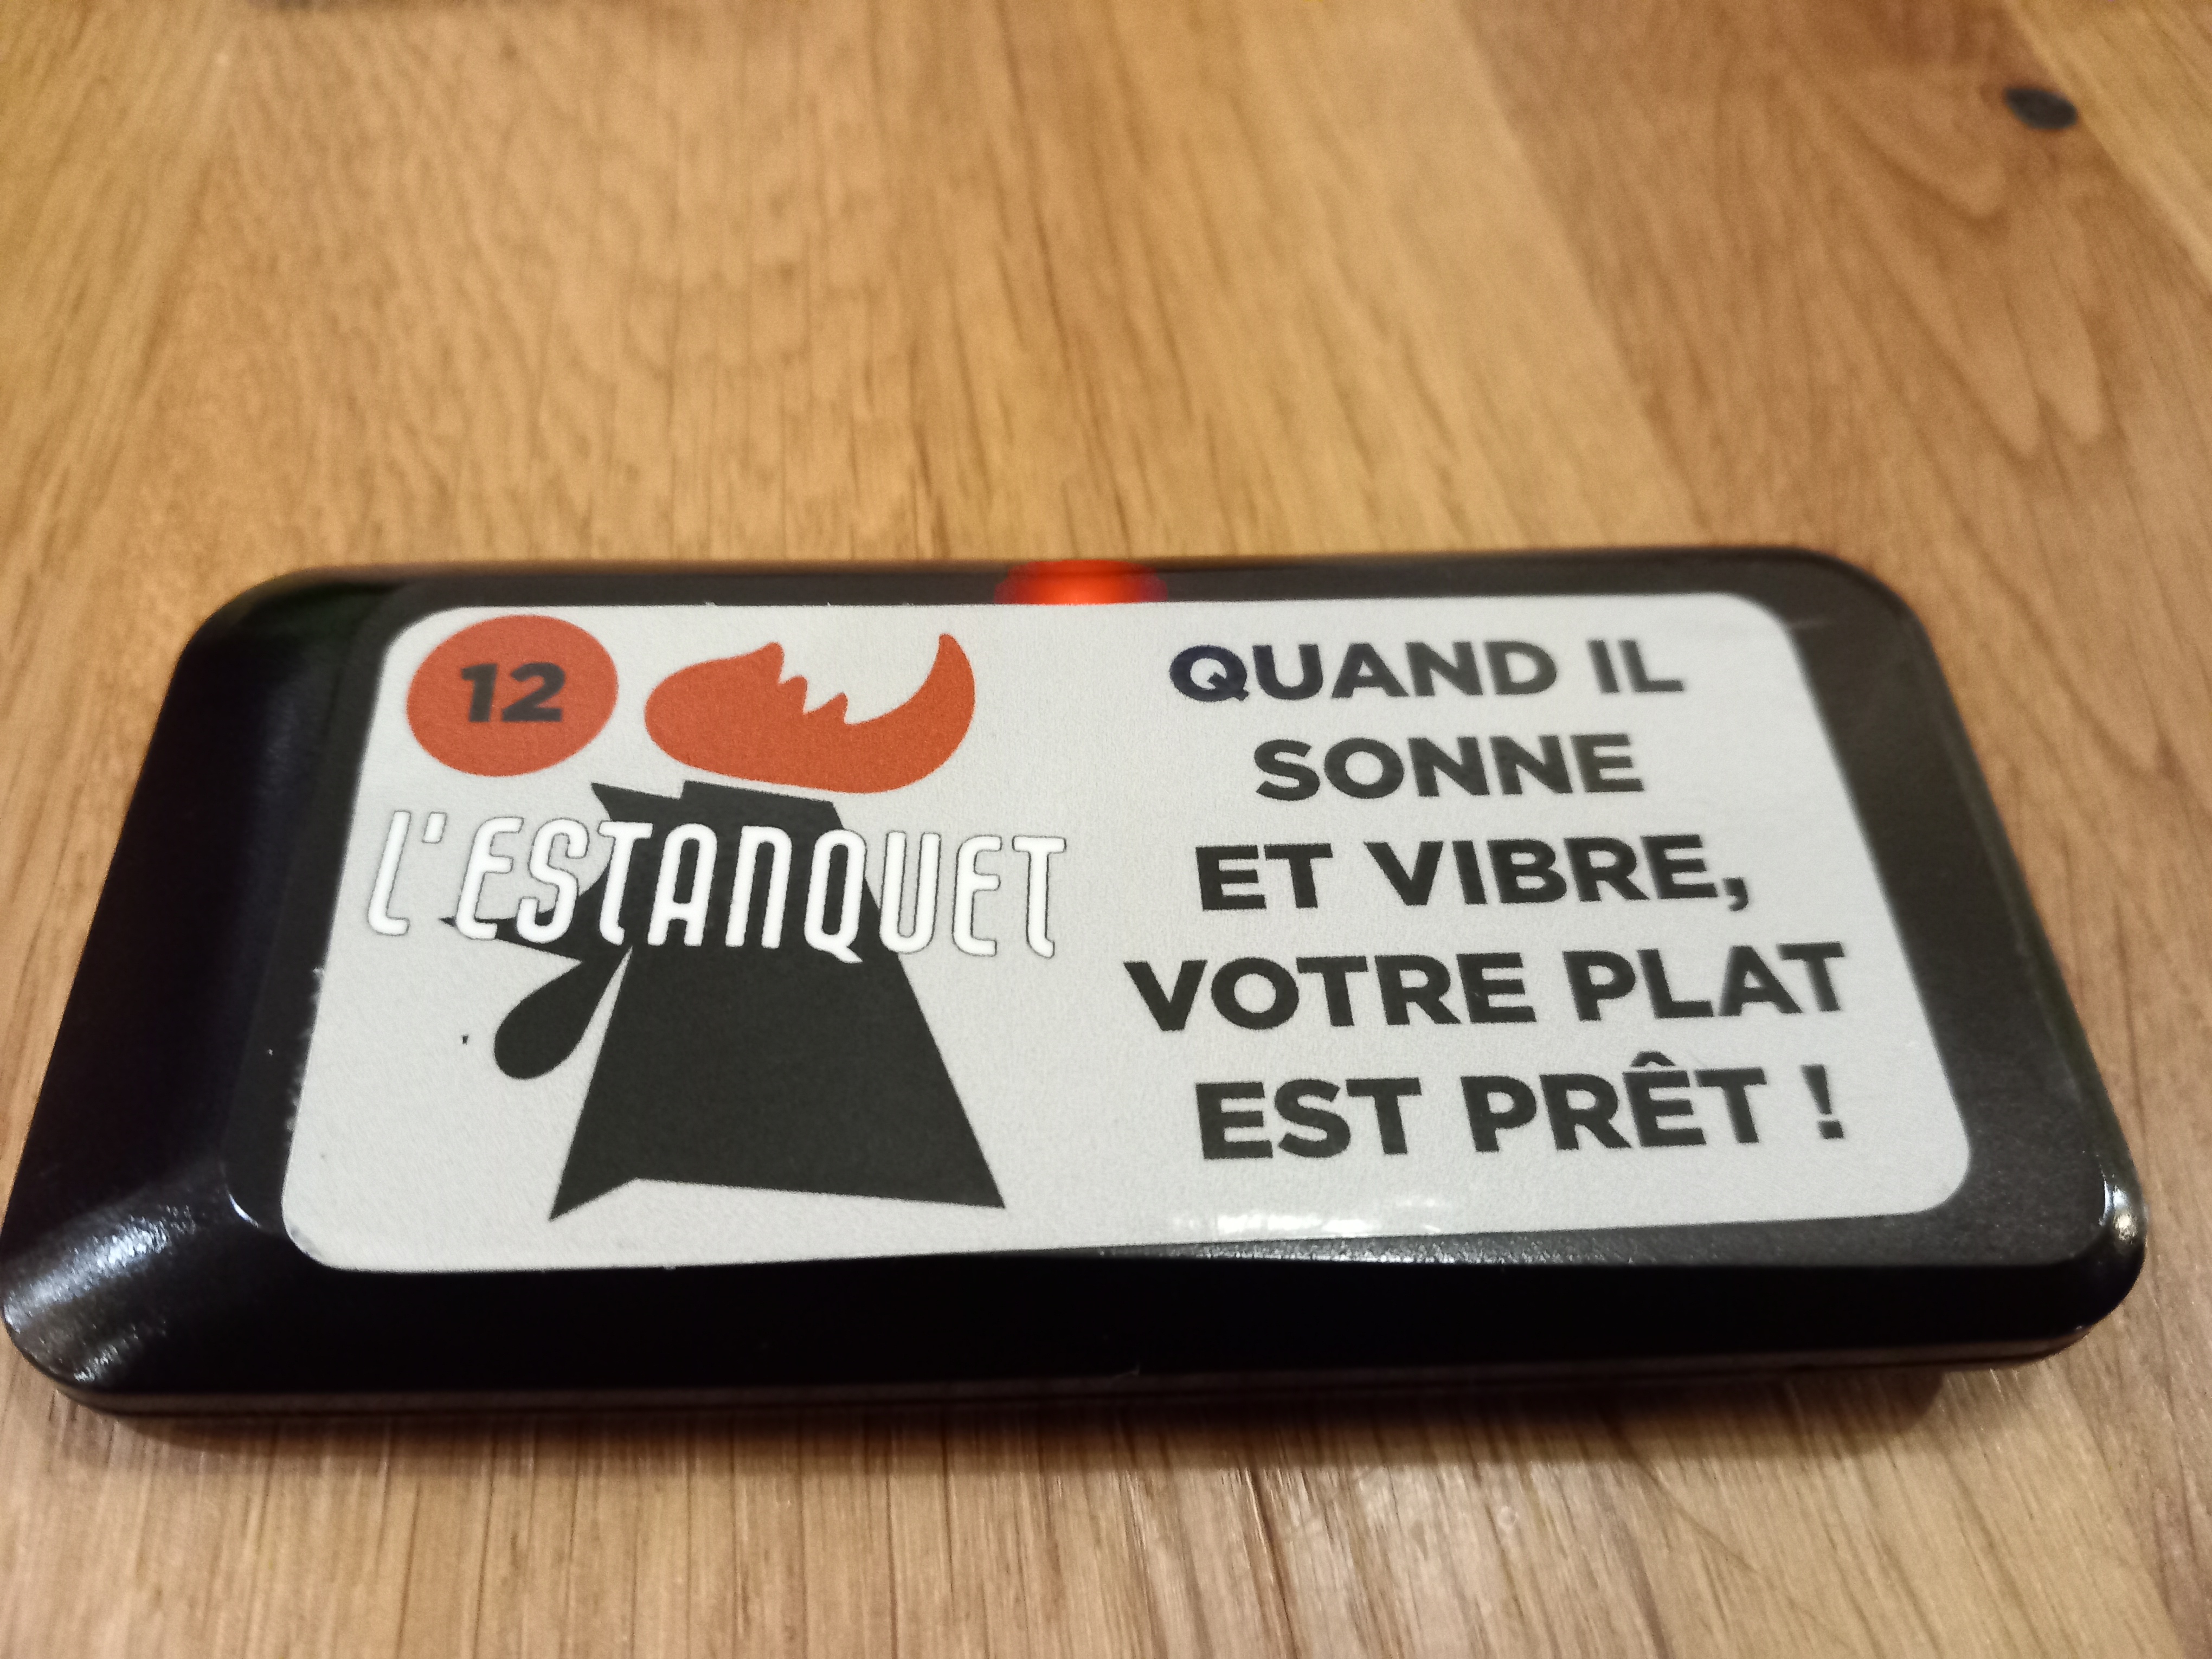 12
L'ESTANQUET
QUAND IL
SONNE
ET VIBRE,
VOTRE PLAT
EST PRÊT !